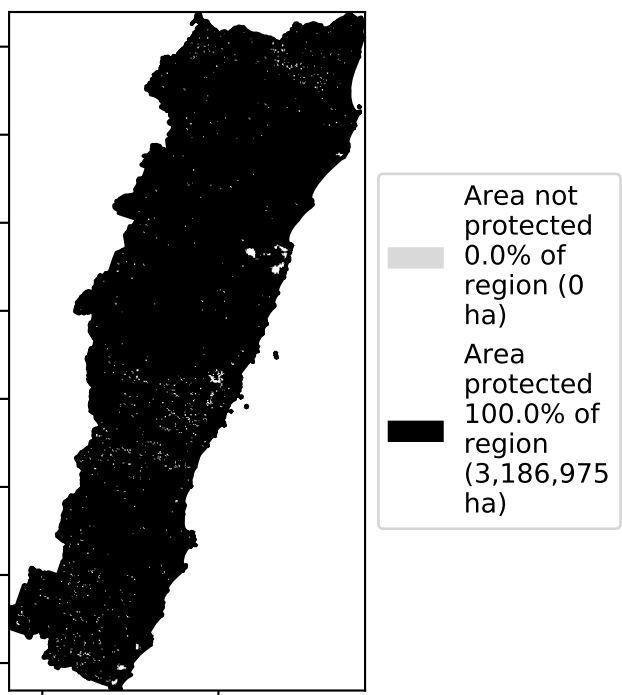 Area not
protected
0.0% of
region (0
ha)
Area
protected
100.0% of
region
(3,186,975
ha)